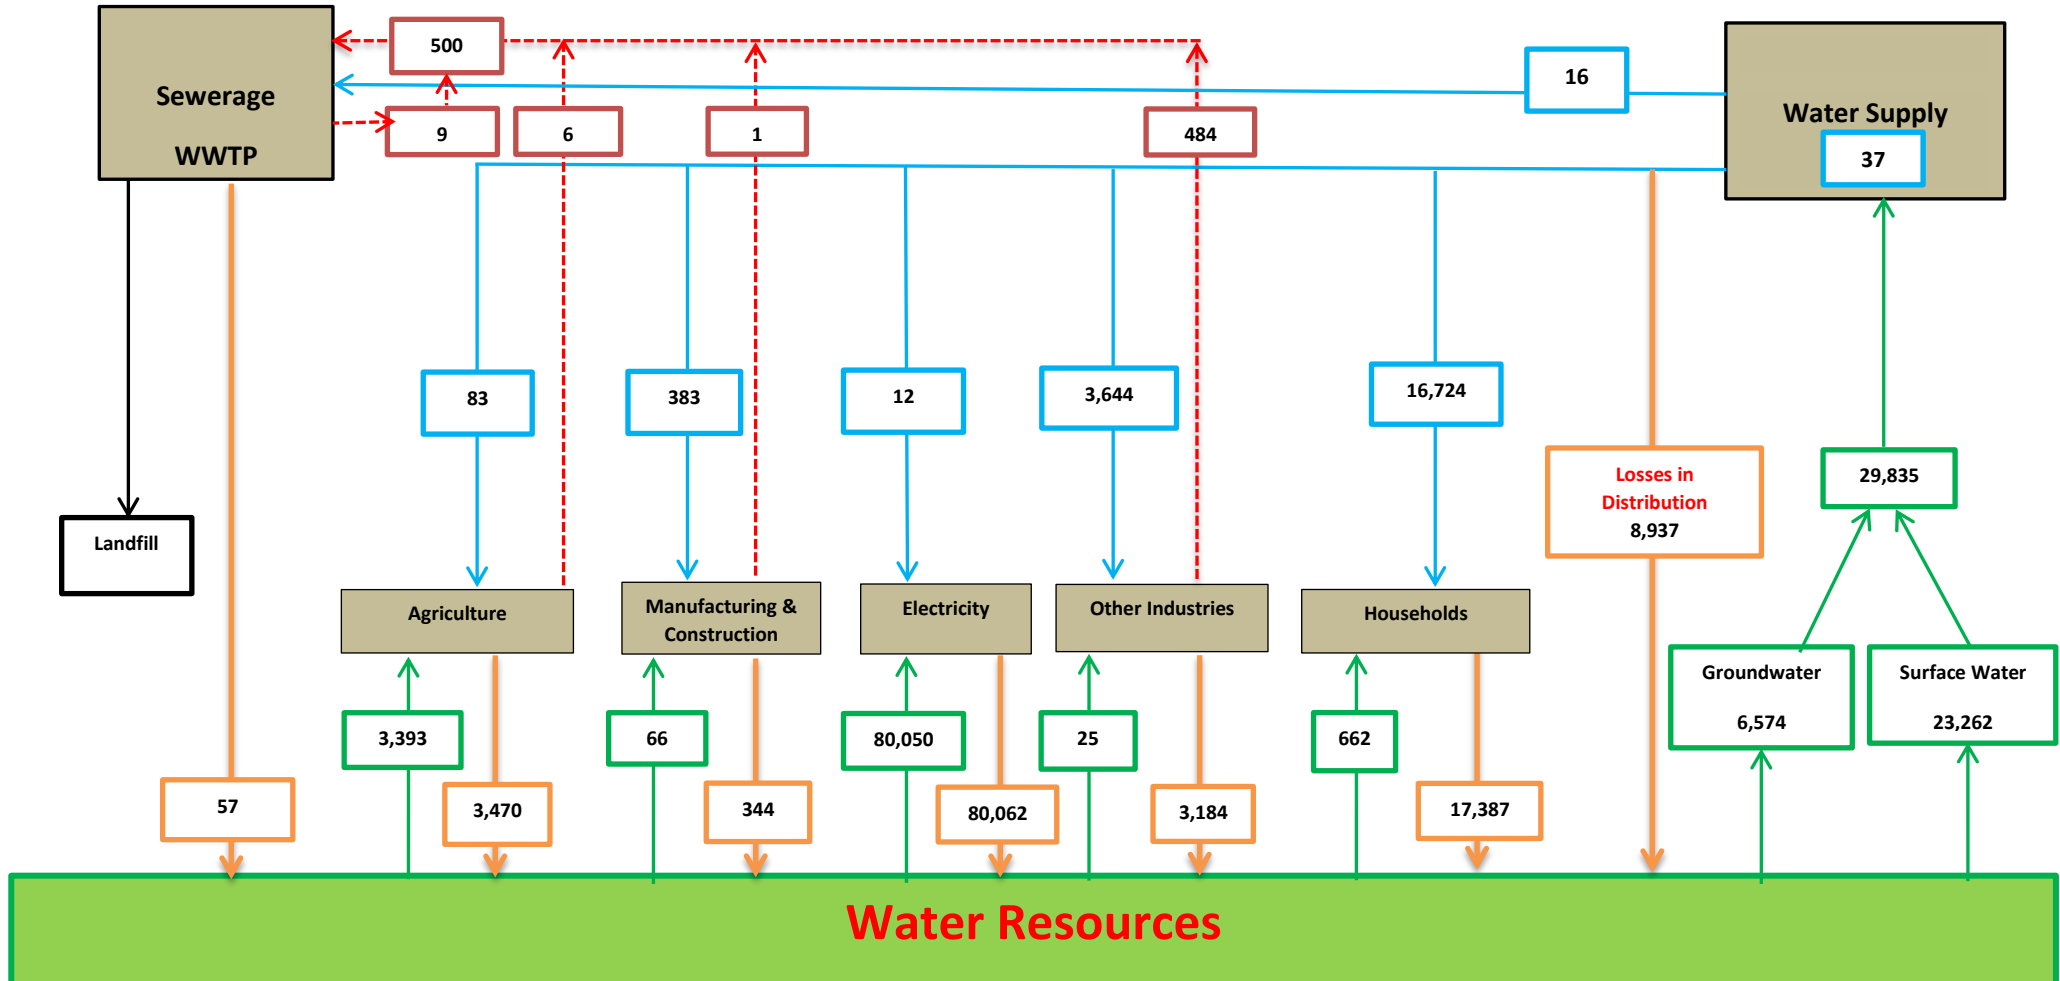 500
16
Sewerage
WWTP
Water Supply
37
9
6
1
484
83
383
12
3,644
16,724
Losses in
Distribution
8,937
29,835
Landfill
Agriculture
Manufacturing &
Construction
Electricity
Other Industries
Households
Groundwater
6,574
Surface Water
23,262
3,393
66
80,050
25
662
57
3,470
344
80,062
3,184
17,387
Water Resources